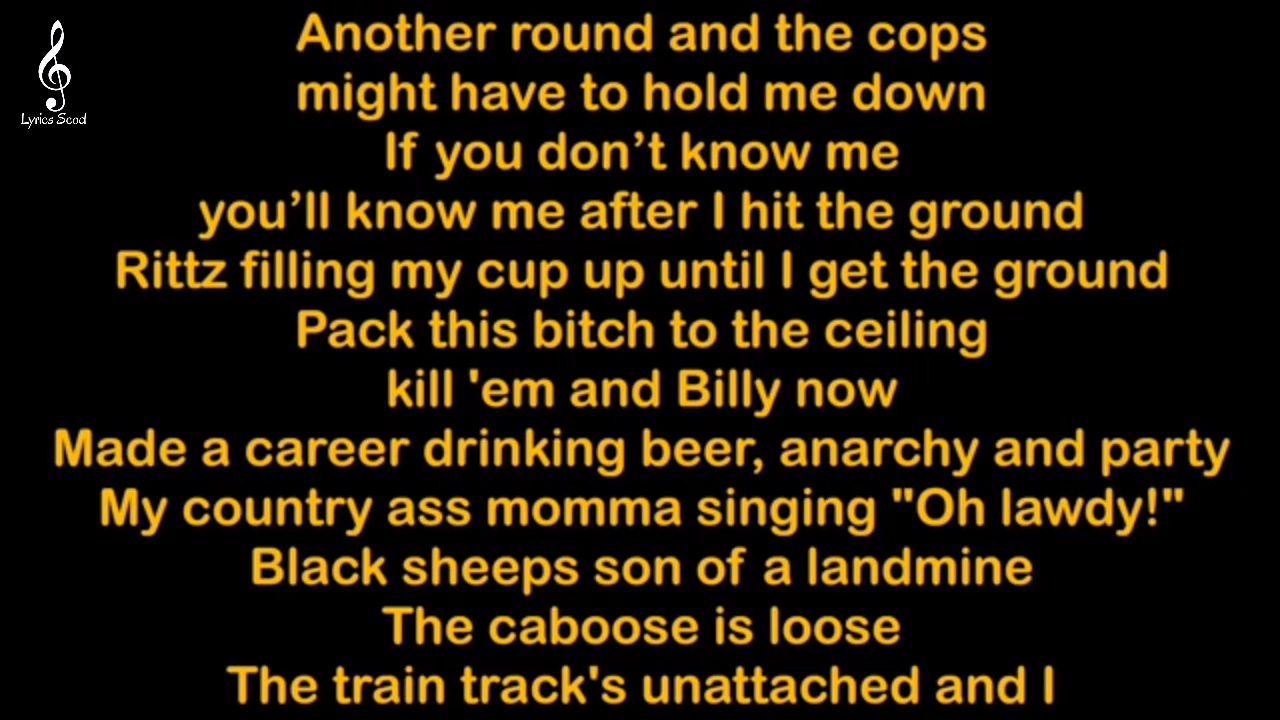 Another round and the cops
might have to hold me down
If you don’t know me
you’ll know me after I hit the ground
Rittz filling my cup up until I get the ground
Pack this bitch to the ceiling
kill 'em and Billy now
Made a career drinking beer, anarchy and party
My country ass momma singing "Oh lawdy!"
Black sheeps son of a landmine
The caboose is loose
The train track's unattached and I
Lyrics Scod